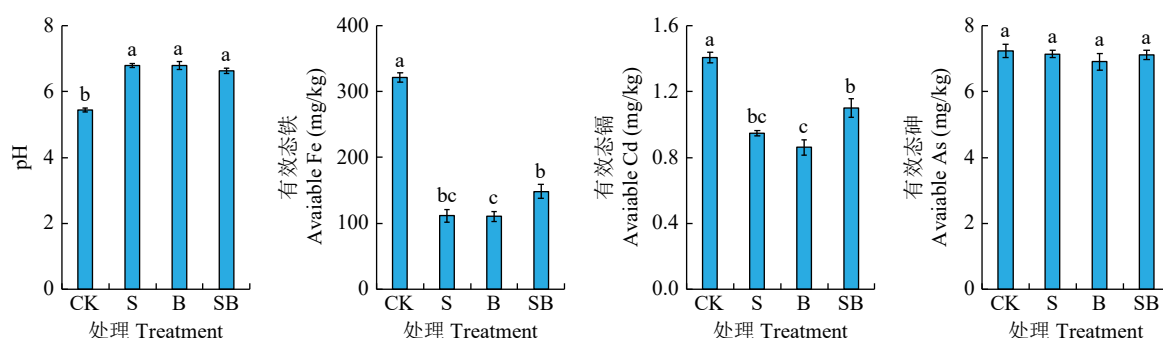 pH
8
6
4
2
0
b
a
a
a
CK S B SB
处理 Treatment
有效态铁
Avaiable Fe (mg/kg)
400
300
200
100
0
a
bc
c
b
CK S B SB
处理 Treatment
有效态镉
Avaiable Cd (mg/kg)
1.6
1.2
0.8
0.4
0.0
a
bc
c
b
CK S B SB
处理 Treatment
有效态砷
Avaiable As (mg/kg)
8
6
4
2
0
a
a
a
a
CK S B SB
处理 Treatment